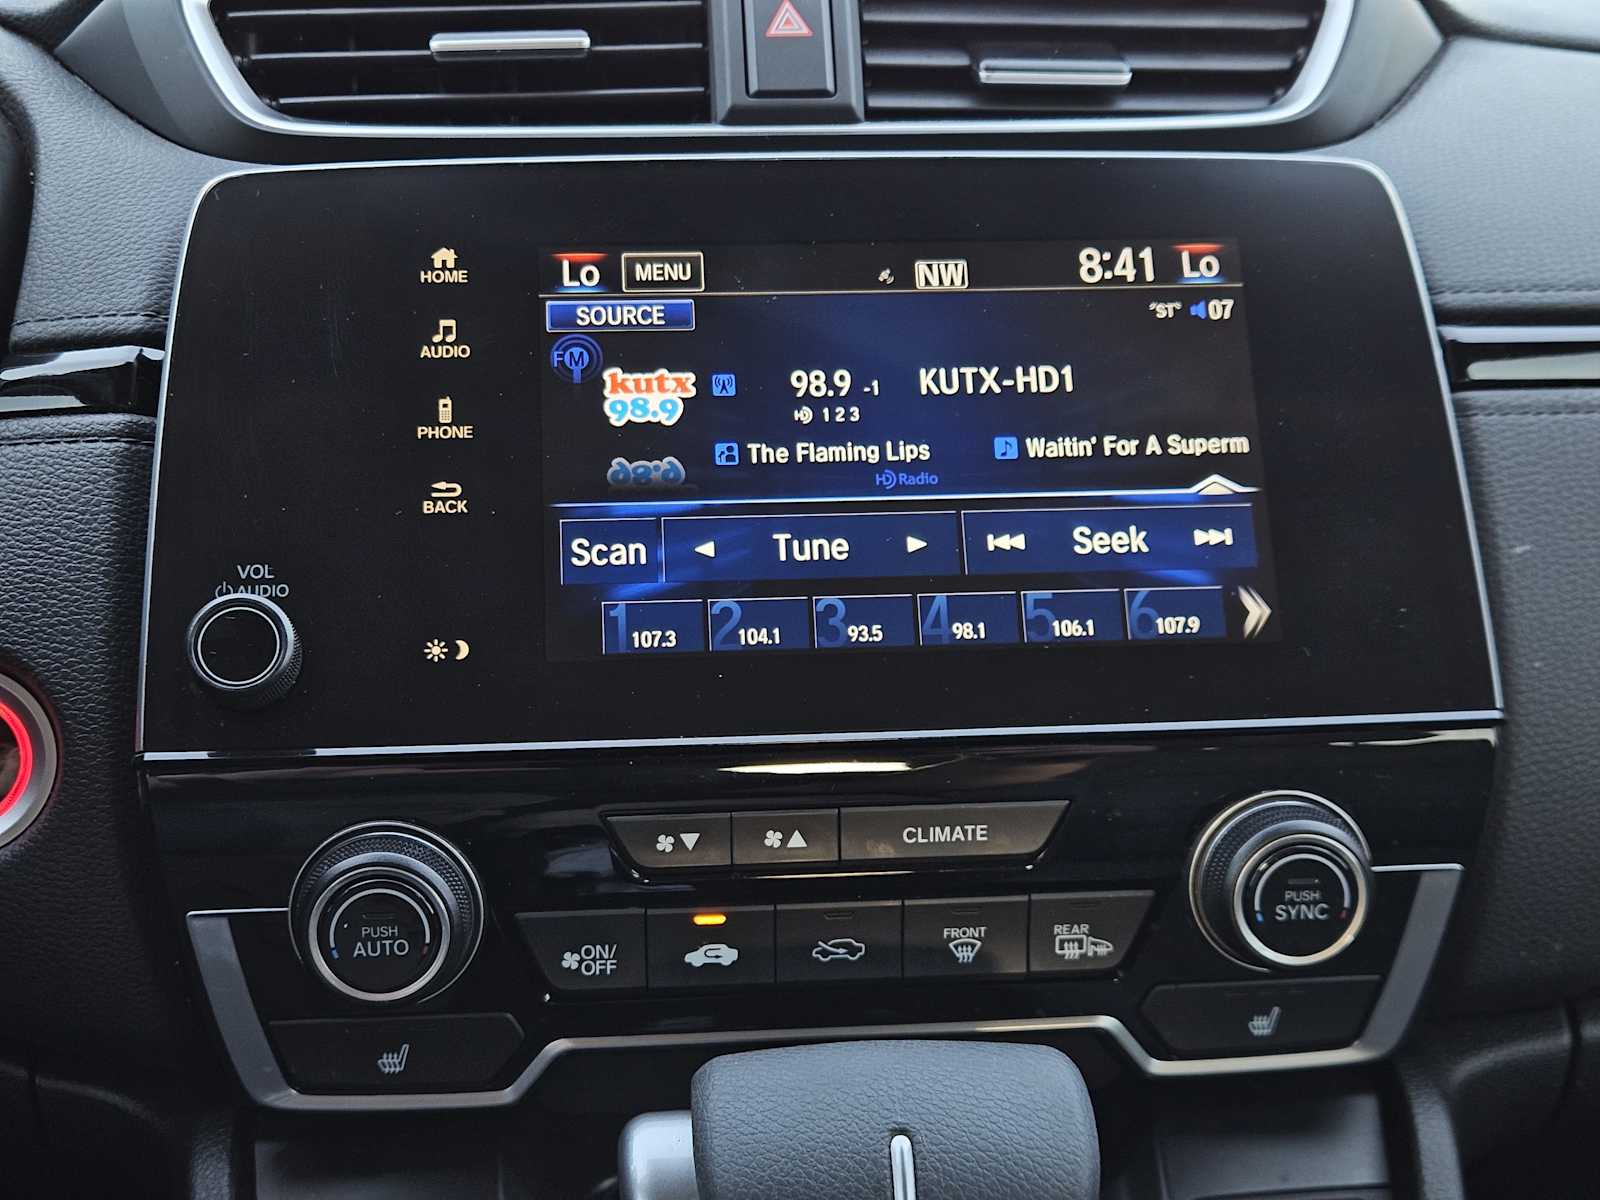 HOME
AUDIO
PHONE
BACK
VOL
AUDIO
Lo MENU NW 8:41 Lo
SOURCE "ST" 07
FM
kutx
98.9
98.9 -1 KUTX-HD1
HD 1 2 3
The Flaming Lips Waitin' For A Superm
HD Radio
Scan Tune Seek
1 107.3 2 104.1 3 93.5 4 98.1 5 106.1 6 107.9
CLIMATE
PUSH
AUTO
ON/
OFF
FRONT
REAR
PUSH
SYNC